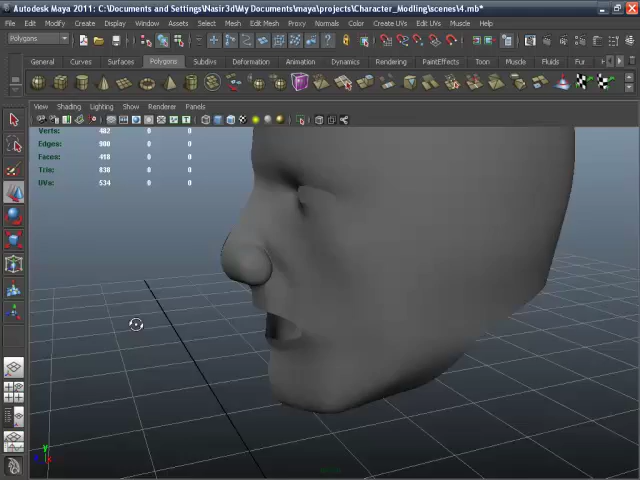 Autodesk Maya 2011: C:\Documents and Settings\Nasir3d\My Documents\maya\projects\Character_Modling\scenes\4.mb*
File Edit Modify Create Display Window Assets Select Mesh Edit Mesh Proxy Normals Color Create UVs Edit UVs Help
Polygons
General Curves Surfaces Polygons Subdivs Deformation Animation Dynamics Rendering PaintEffects Toon Muscle Fluids Fur
View Shading Lighting Show Renderer Panels
Verts: 482 0 0
Edges: 900 0 0
Faces: 418 0 0
Tris: 838 0 0
UVs: 534 0 0